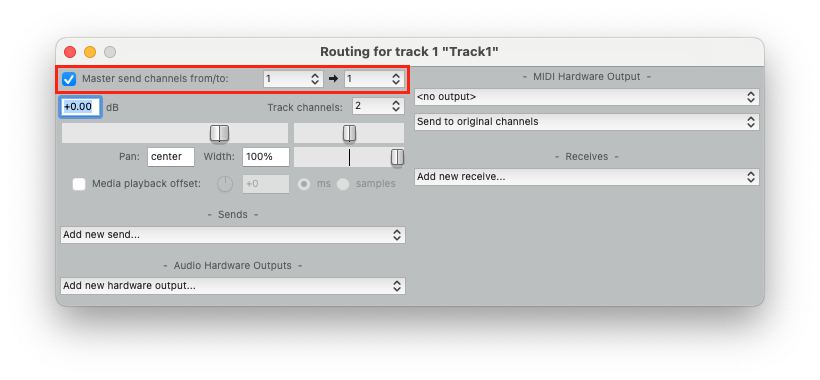 Routing for track 1 "Track1"
Master send channels from/to: 1 → 1
+0.00 dB Track channels: 2
Pan: center Width: 100%
Media playback offset: +0 ms samples
- Sends -
Add new send...
- Audio Hardware Outputs -
Add new hardware output...
- MIDI Hardware Output -
<no output>
Send to original channels
- Receives -
Add new receive...